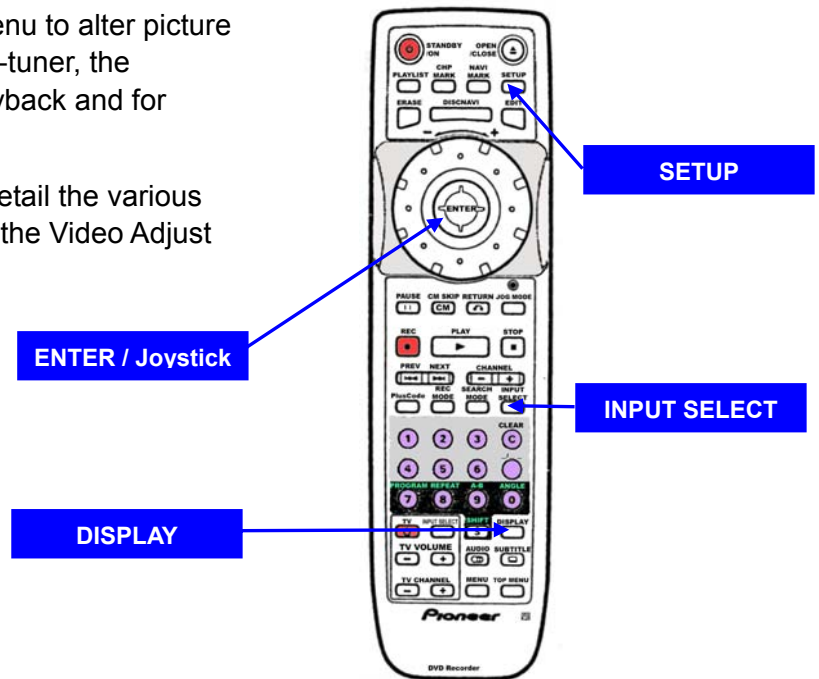 enu to alter picture
-tuner, the
yback and for
etail the various
the Video Adjust
STANDBY
/ON
OPEN
/CLOSE
PLAYLIST
CHP
MARK
NAVI
MARK
SETUP
ERASE
DISCNAVI
EDIT
− +
ENTER
SETUP
PAUSE CM SKIP RETURN JOG MODE
CM
REC PLAY STOP
ENTER / Joystick
PREV NEXT CHANNEL
− +
PlusCode
REC
MODE
SEARCH
MODE
INPUT
SELECT
INPUT SELECT
CLEAR
1 2 3 C
4 5 6
PROGRAM REPEAT A-B ANGLE
7 8 9 0
DISPLAY
TV INPUT SELECT SHIFT DISPLAY
S
TV VOLUME AUDIO SUBTITLE
− +
TV CHANNEL MENU TOP MENU
− +
Pioneer
DVD Recorder